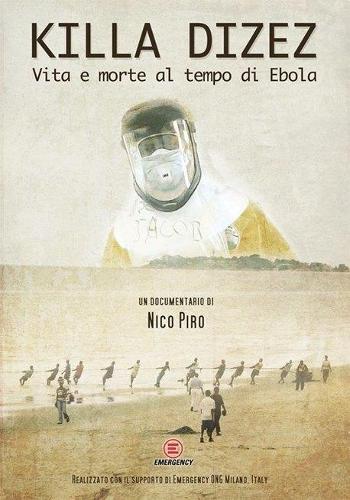 KILLA DIZEZ
Vita e morte al tempo di Ebola
JACOB
UN DOCUMENTARIO DI
NICO PIRO
E
EMERGENCY
REALIZZATO CON IL SUPPORTO DI EMERGENCY ONG MILANO, ITALY